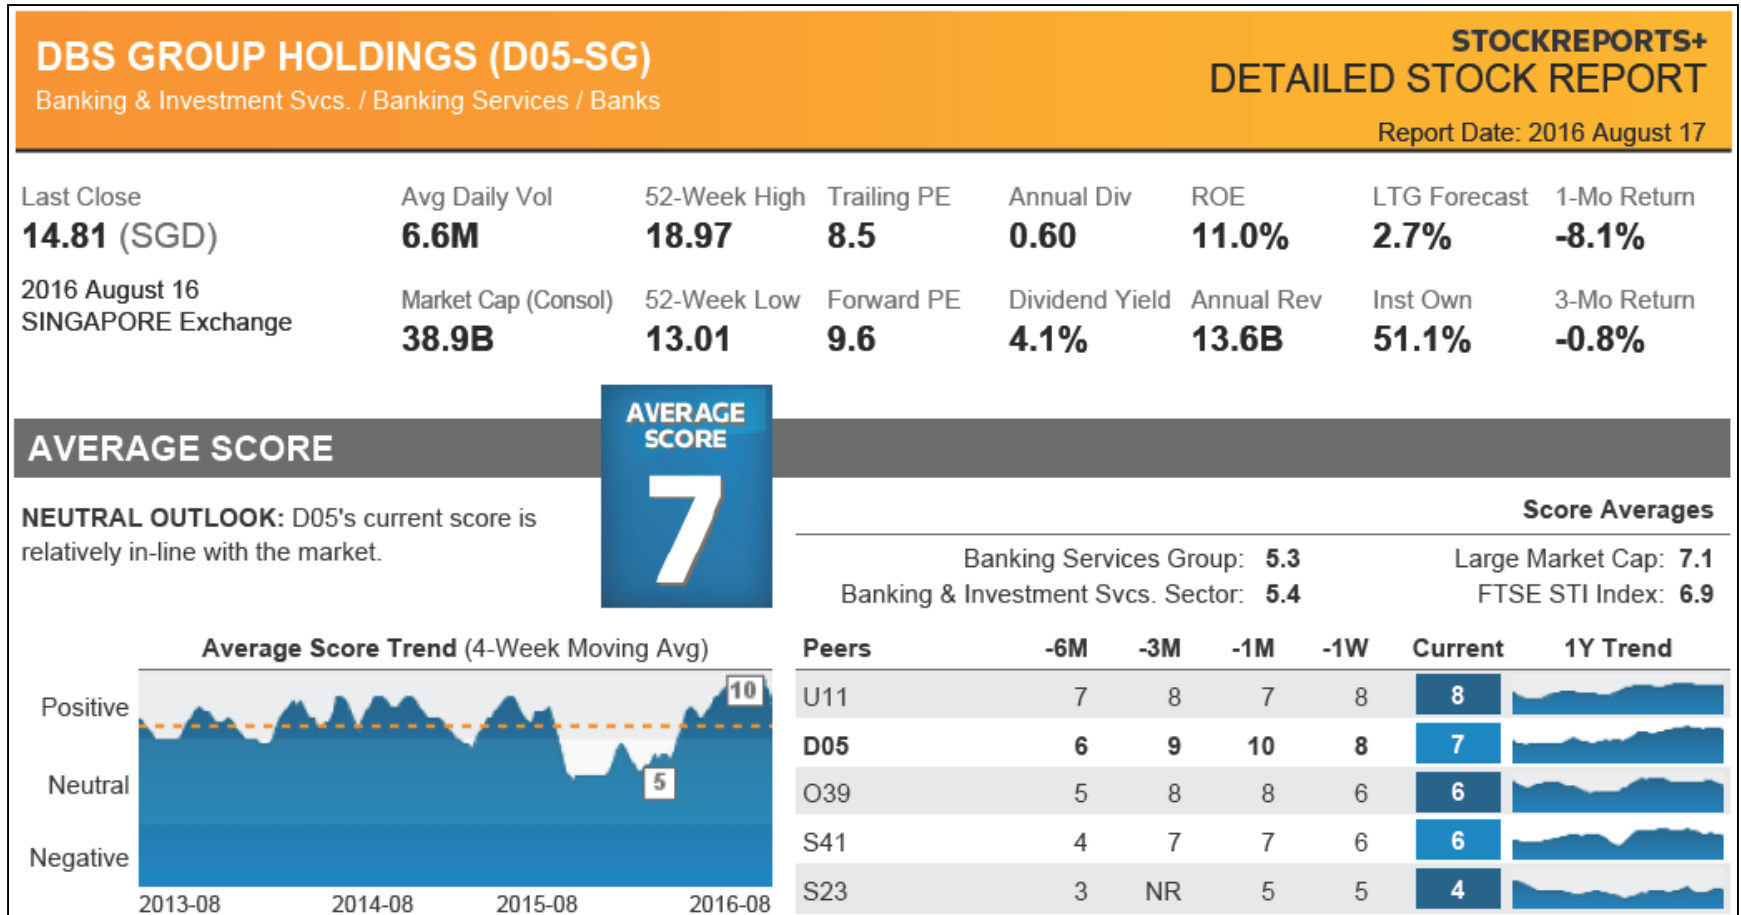 DBS GROUP HOLDINGS (D05-SG)
Banking & Investment Svcs. / Banking Services / Banks
STOCKREPORTS+
DETAILED STOCK REPORT
Report Date: 2016 August 17
Last Close
14.81 (SGD)
2016 August 16
SINGAPORE Exchange
Avg Daily Vol 52-Week High Trailing PE Annual Div ROE LTG Forecast 1-Mo Return
6.6M 18.97 8.5 0.60 11.0% 2.7% -8.1%
Market Cap (Consol) 52-Week Low Forward PE Dividend Yield Annual Rev Inst Own 3-Mo Return
38.9B 13.01 9.6 4.1% 13.6B 51.1% -0.8%
AVERAGE SCORE
AVERAGE
SCORE
7
NEUTRAL OUTLOOK: D05's current score is
relatively in-line with the market.
Score Averages
Banking Services Group: 5.3 Large Market Cap: 7.1
Banking & Investment Svcs. Sector: 5.4 FTSE STI Index: 6.9
Average Score Trend (4-Week Moving Avg)
Positive
Neutral
Negative
10
5
2013-08 2014-08 2015-08 2016-08
Peers -6M -3M -1M -1W Current 1Y Trend
U11 7 8 7 8 8
D05 6 9 10 8 7
O39 5 8 8 6 6
S41 4 7 7 6 6
S23 3 NR 5 5 4